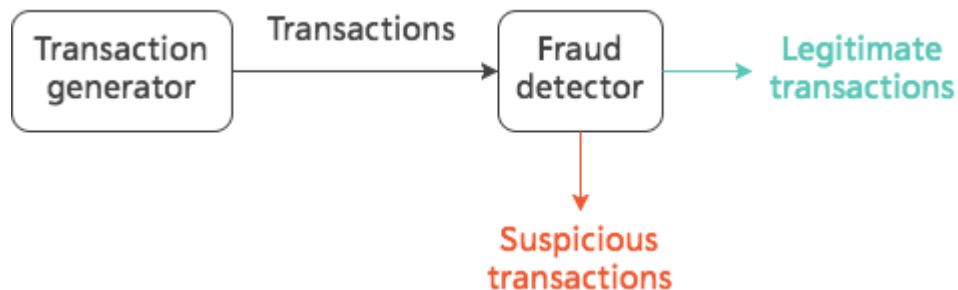 Transaction
generator
Transactions
Fraud
detector
Legitimate
transactions
Suspicious
transactions